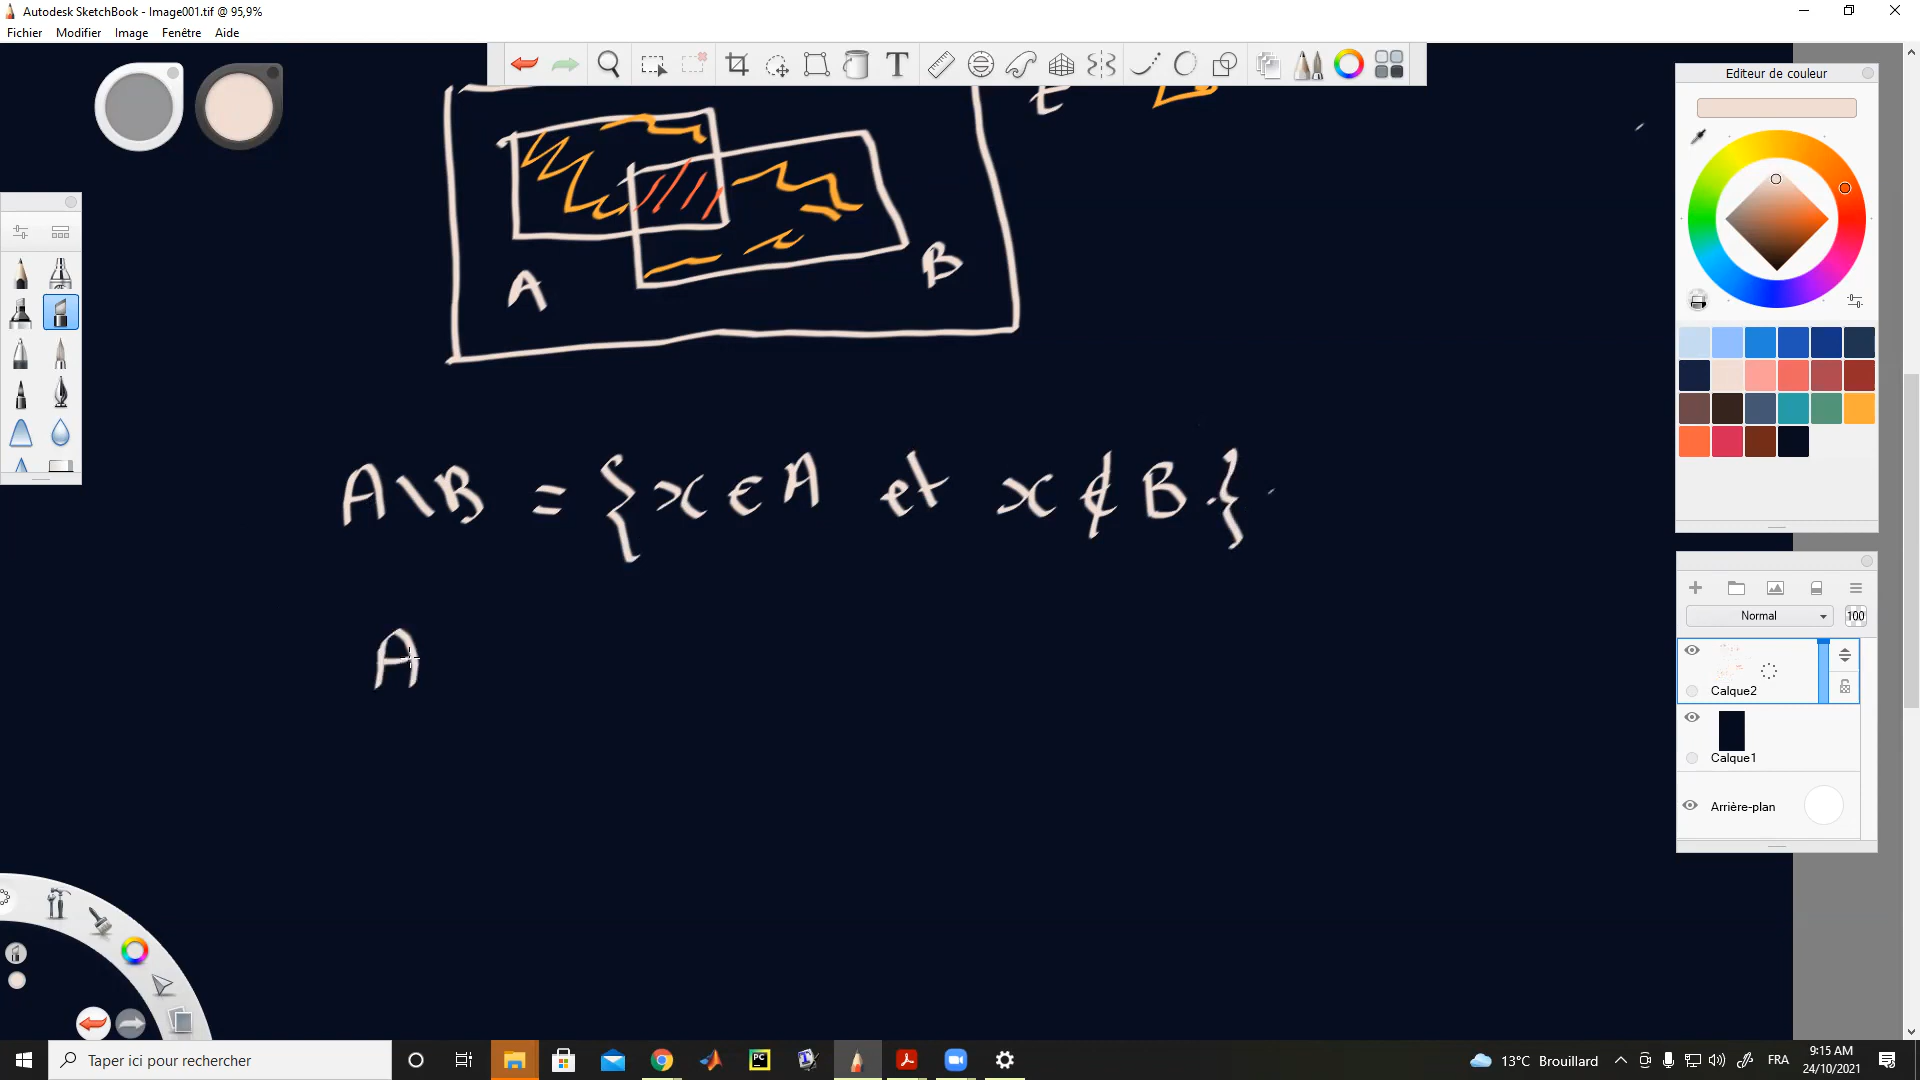 Autodesk SketchBook - Image001.tif @ 95,9%
Fichier Modifier Image Fenêtre Aide
T
Editeur de couleur
E
A
B
A\B = {x ∈ A et x ∉ B}
A
Normal 100
Calque2
Calque1
Arrière-plan
Taper ici pour rechercher
PC
13°C Brouillard
FRA
9:15 AM
24/10/2021